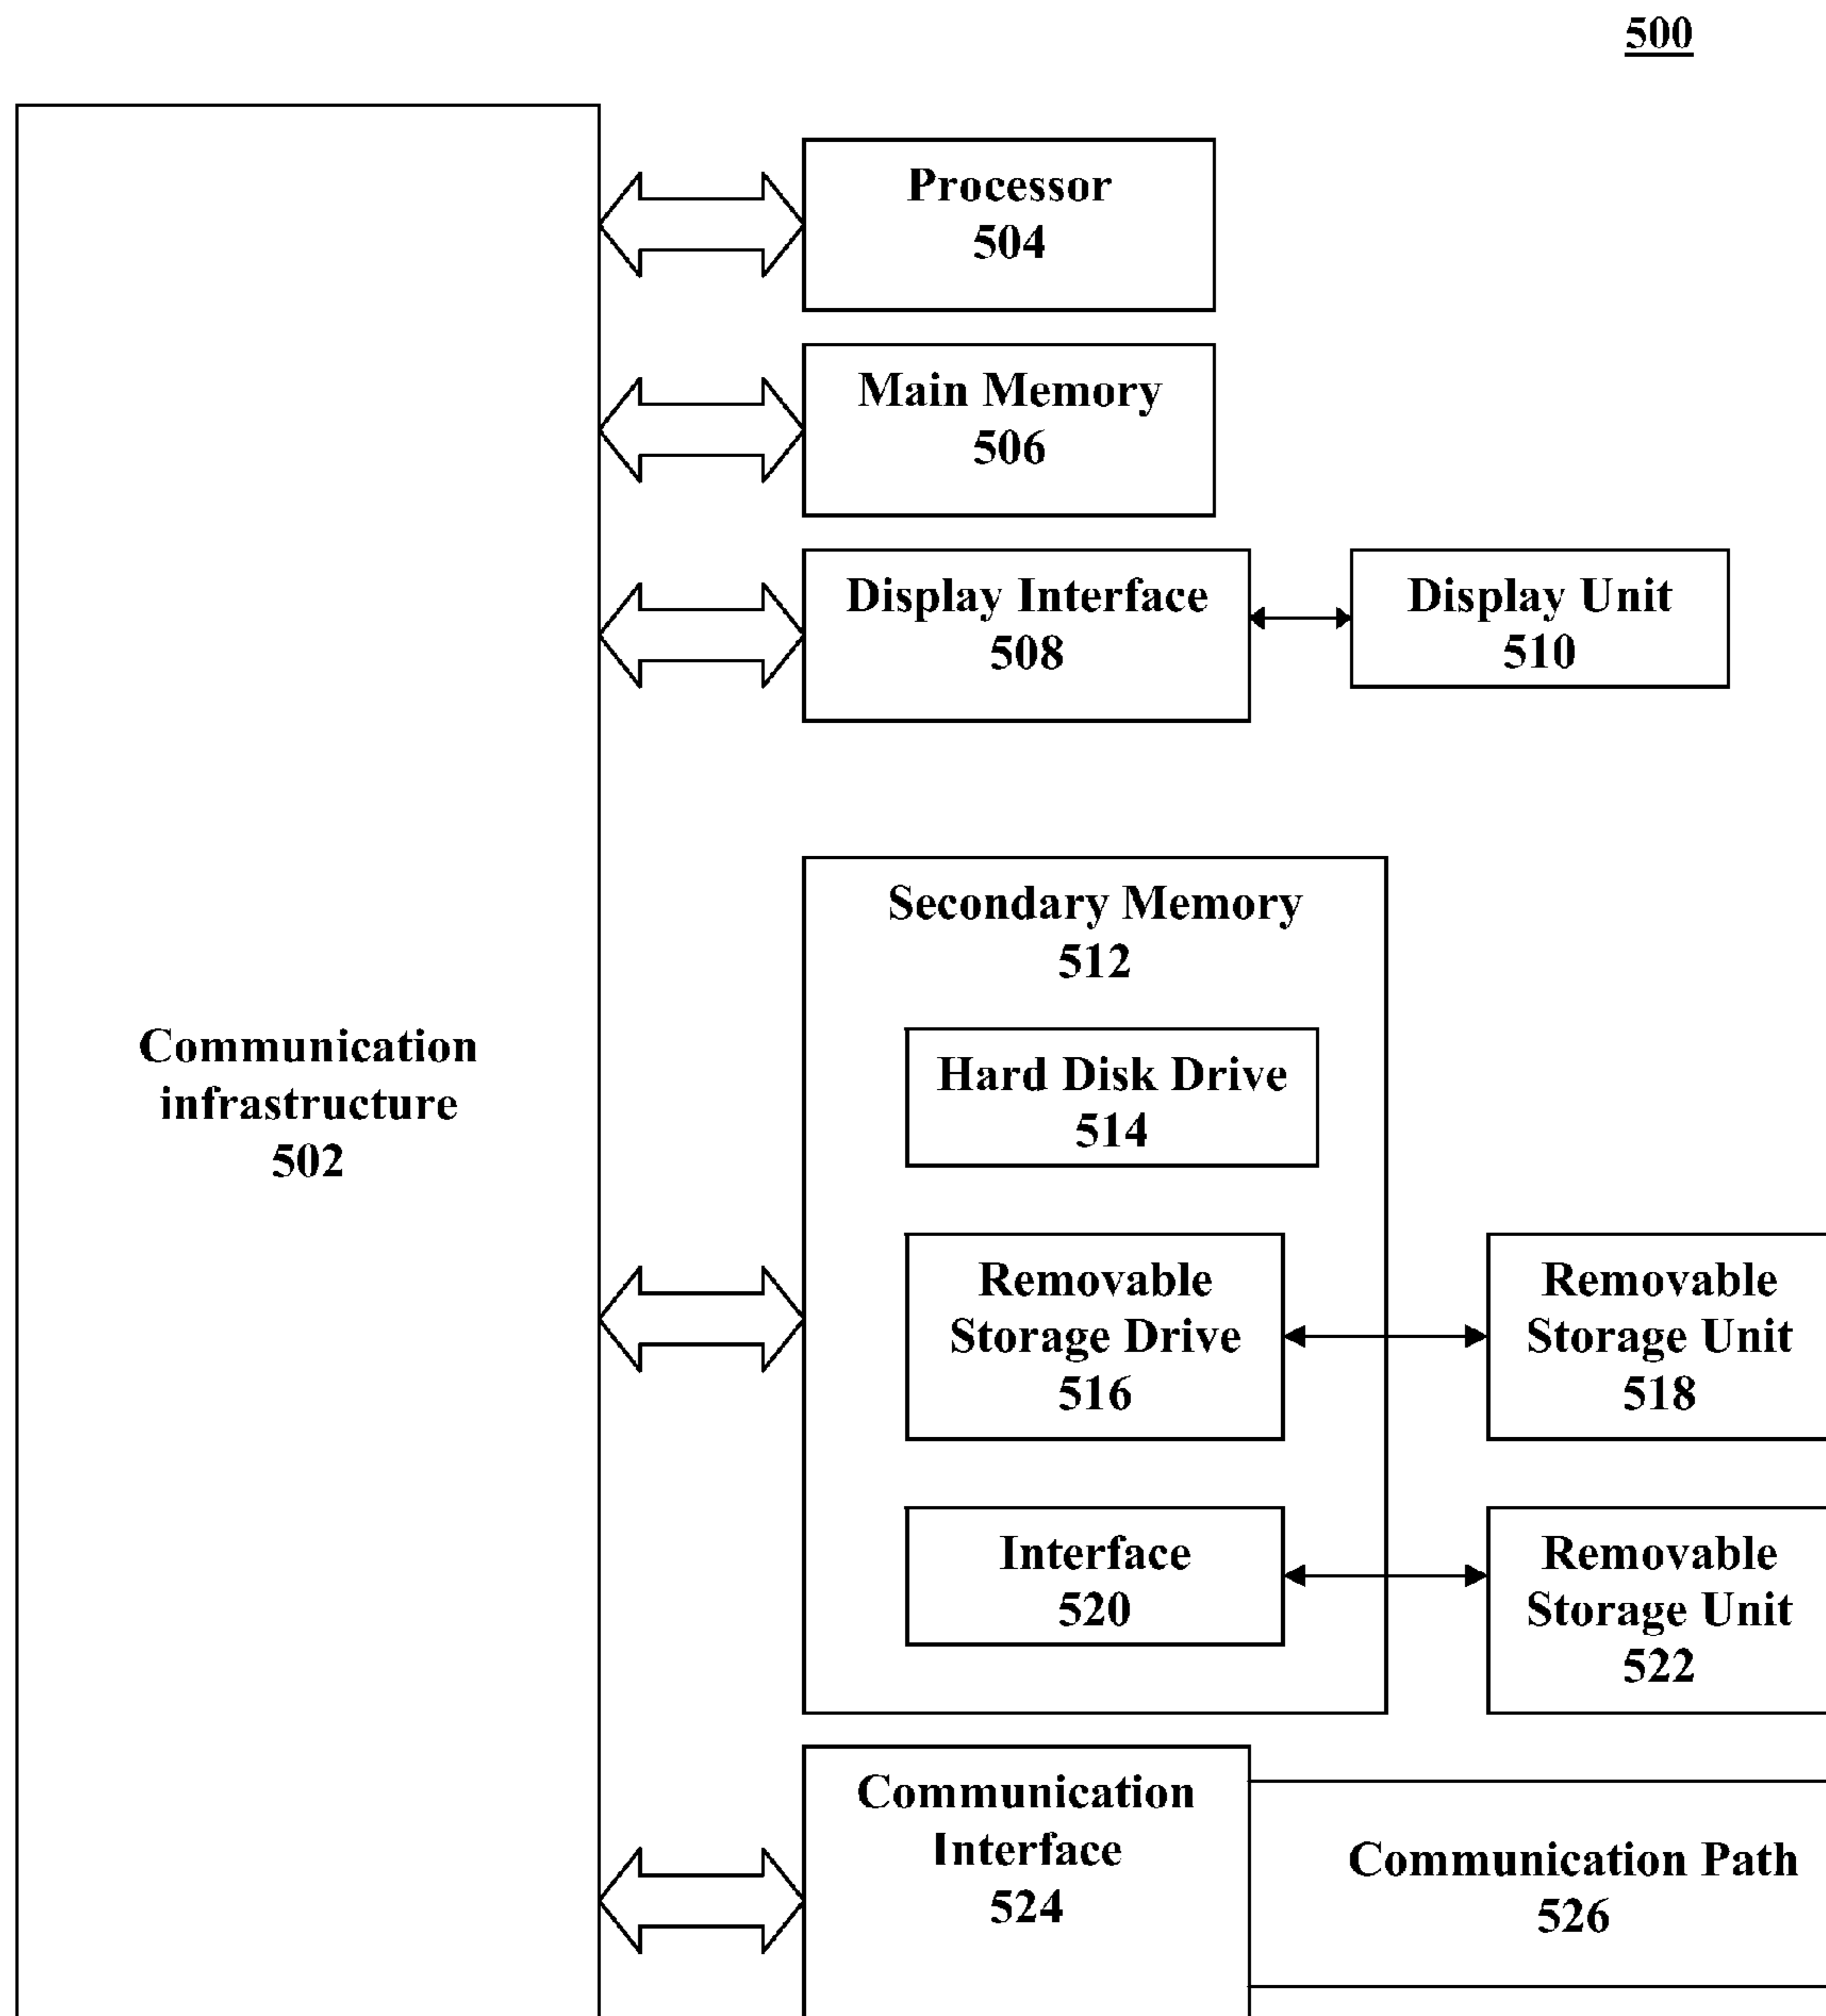 500
Processor
504
Main Memory
506
Display Interface
508
Display Unit
510
Secondary Memory
512
Communication
infrastructure
502
Hard Disk Drive
514
Removable
Storage Drive
516
Removable
Storage Unit
518
Interface
520
Removable
Storage Unit
522
Communication
Interface
524
Communication Path
526